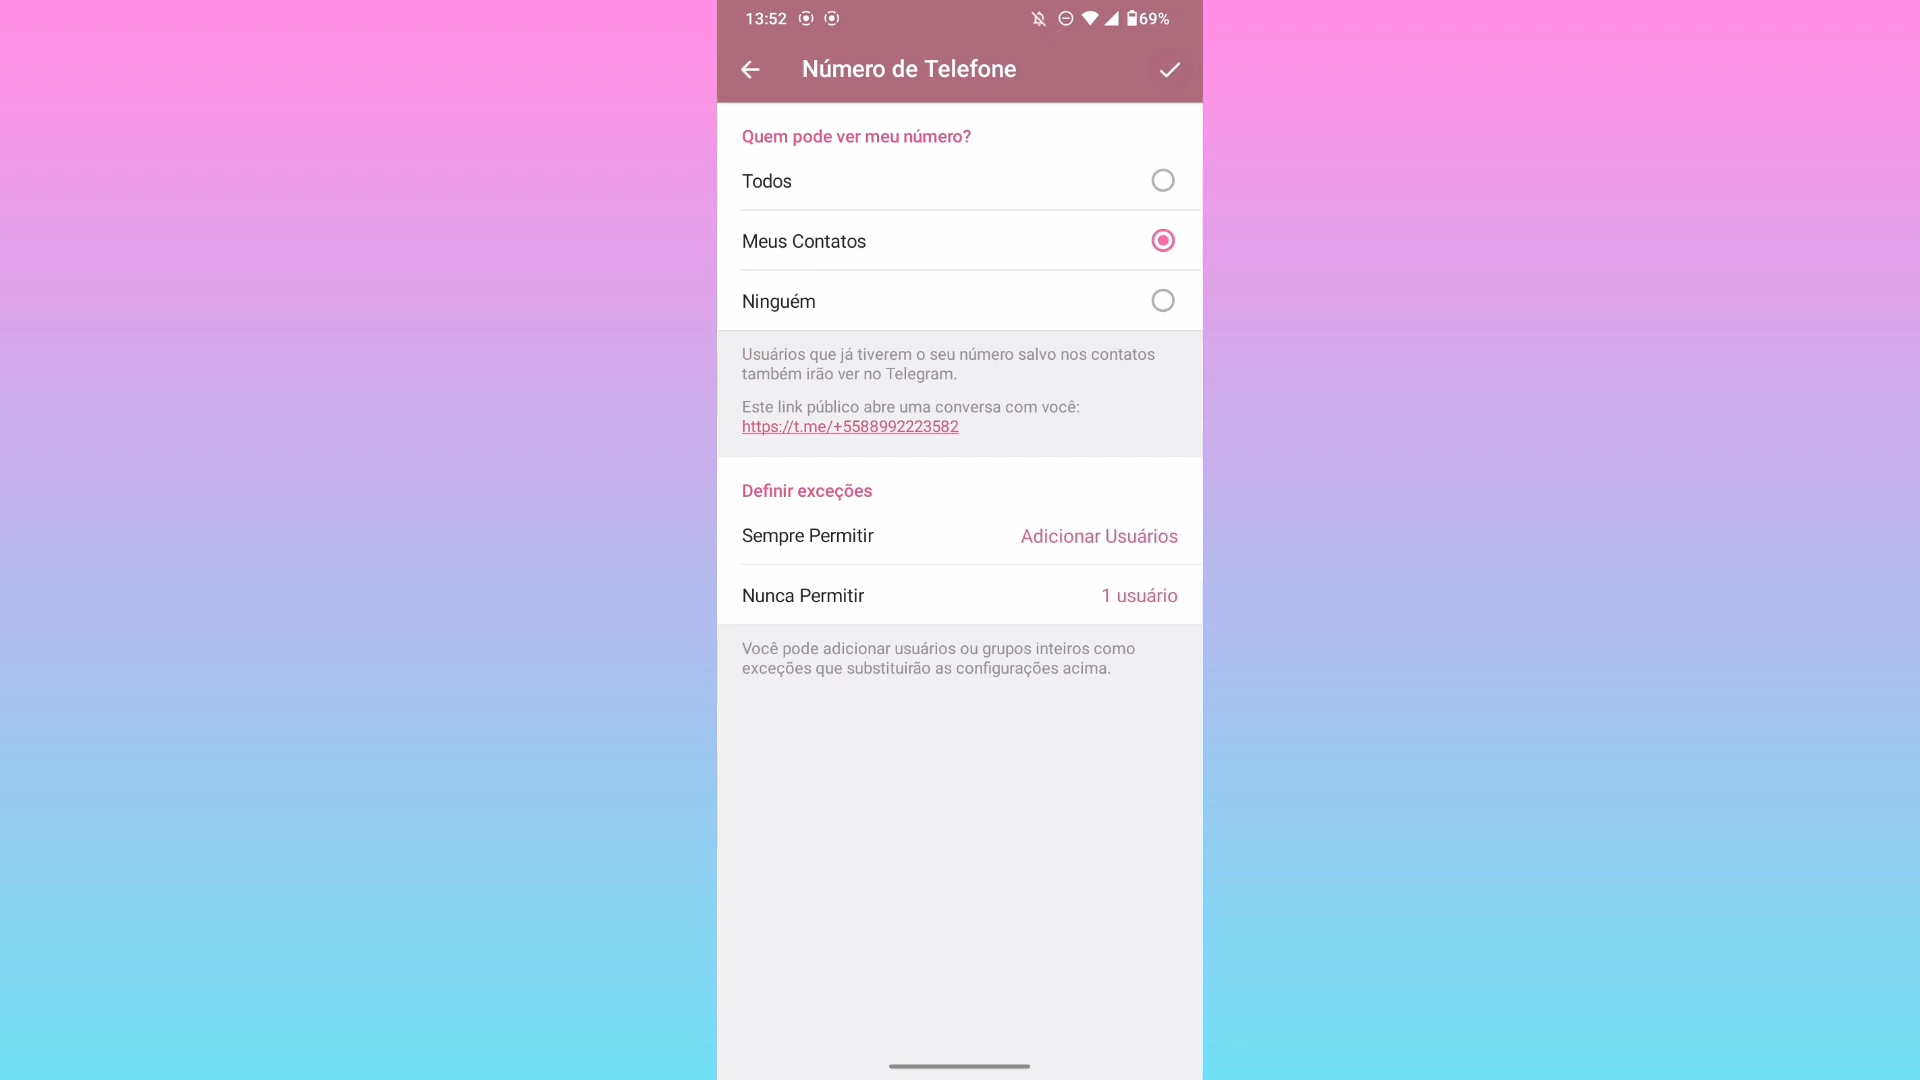 13:52
69%
Número de Telefone
Quem pode ver meu número?
Todos
Meus Contatos
Ninguém
Usuários que já tiverem o seu número salvo nos contatos
também irão ver no Telegram.
Este link público abre uma conversa com você:
https://t.me/+5588992223582
Definir exceções
Sempre Permitir
Adicionar Usuários
Nunca Permitir
1 usuário
Você pode adicionar usuários ou grupos inteiros como
exceções que substituirão as configurações acima.